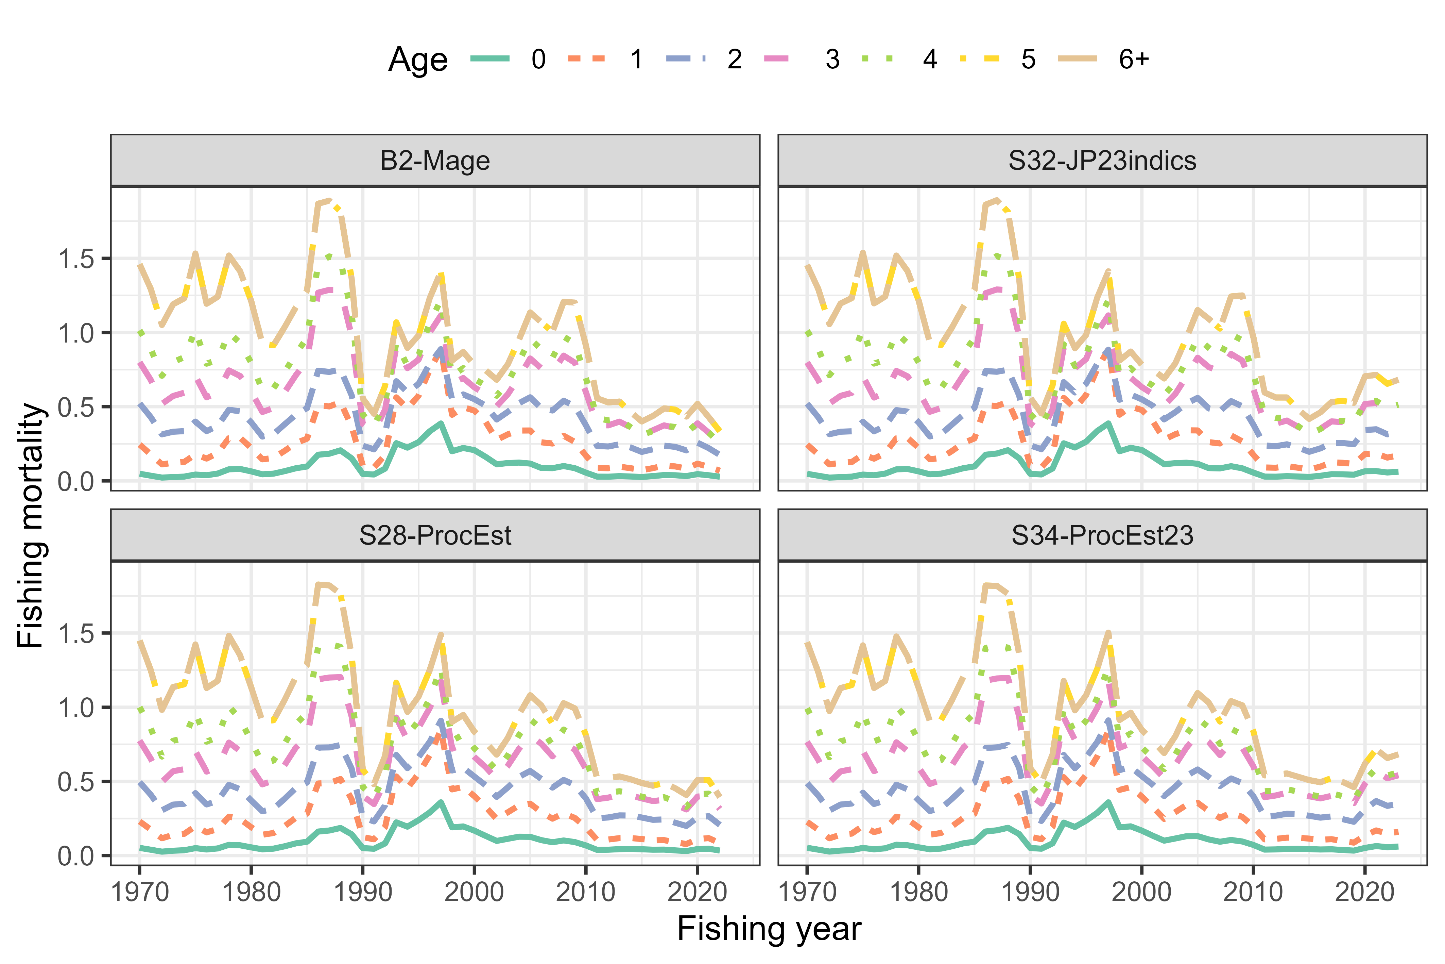 Age 0 1 2 3 4 5 6+
B2-Mage S32-JP23indics
1.5
1.0
0.5
0.0
S28-ProcEst S34-ProcEst23
1.5
1.0
0.5
0.0
Fishing mortality
1970 1980 1990 2000 2010 2020 1970 1980 1990 2000 2010 2020
Fishing year